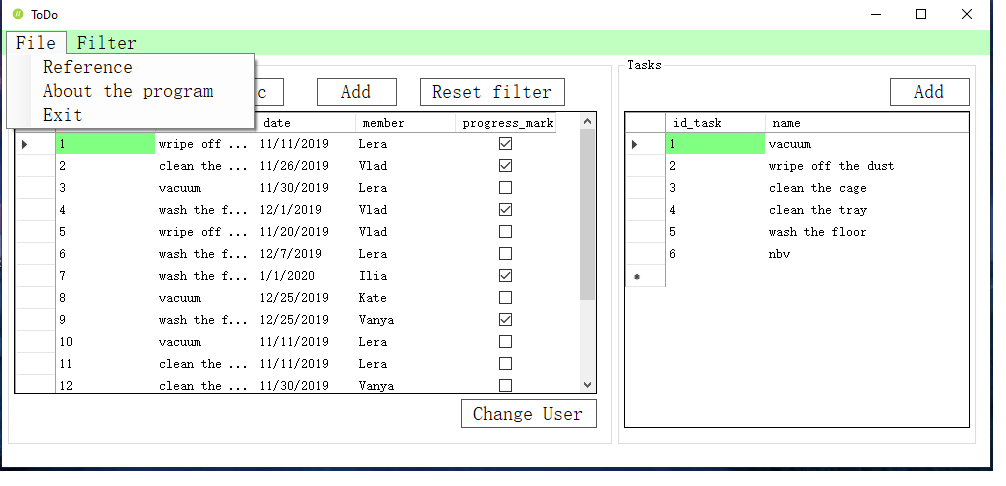 ToDo
File Filter
Reference
About the program
Exit
c Add Reset filter
date member progress_mark
1 wripe off ... 11/11/2019 Lera
2 clean the ... 11/26/2019 Vlad
3 vacuum 11/30/2019 Lera
4 wash the f... 12/1/2019 Vlad
5 wripe off ... 11/20/2019 Vlad
6 wash the f... 12/7/2019 Lera
7 wash the f... 1/1/2020 Ilia
8 vacuum 12/25/2019 Kate
9 wash the f... 12/25/2019 Vanya
10 vacuum 11/11/2019 Lera
11 clean the ... 11/11/2019 Lera
12 clean the ... 11/30/2019 Vanya
Change User
Tasks
Add
id_task name
1 vacuum
2 wripe off the dust
3 clean the cage
4 clean the tray
5 wash the floor
6 nbv